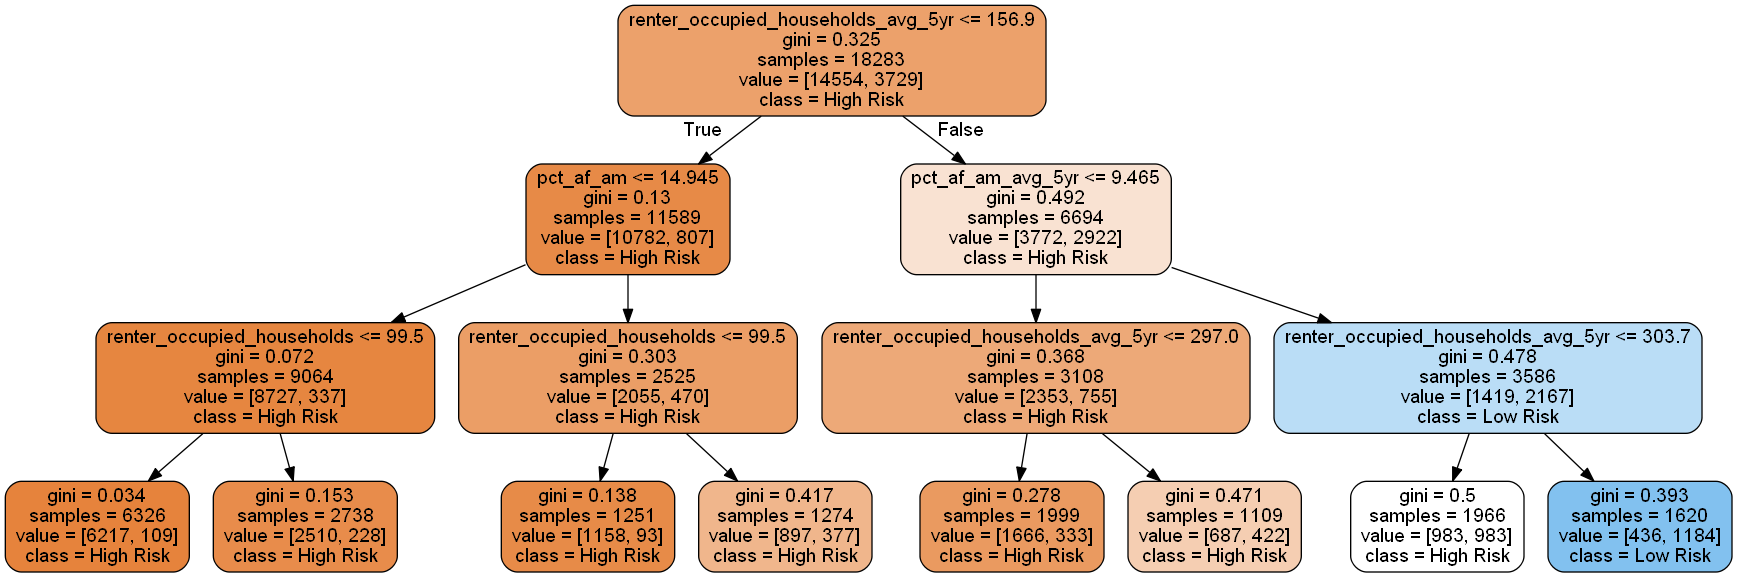 renter_occupied_households_avg_5yr <= 156.9
gini = 0.325
samples = 18283
value = [14554, 3729]
class = High Risk
True
False
pct_af_am <= 14.945
gini = 0.13
samples = 11589
value = [10782, 807]
class = High Risk
pct_af_am_avg_5yr <= 9.465
gini = 0.492
samples = 6694
value = [3772, 2922]
class = High Risk
renter_occupied_households <= 99.5
gini = 0.072
samples = 9064
value = [8727, 337]
class = High Risk
renter_occupied_households <= 99.5
gini = 0.303
samples = 2525
value = [2055, 470]
class = High Risk
renter_occupied_households_avg_5yr <= 297.0
gini = 0.368
samples = 3108
value = [2353, 755]
class = High Risk
renter_occupied_households_avg_5yr <= 303.7
gini = 0.478
samples = 3586
value = [1419, 2167]
class = Low Risk
gini = 0.034
samples = 6326
value = [6217, 109]
class = High Risk
gini = 0.153
samples = 2738
value = [2510, 228]
class = High Risk
gini = 0.138
samples = 1251
value = [1158, 93]
class = High Risk
gini = 0.417
samples = 1274
value = [897, 377]
class = High Risk
gini = 0.278
samples = 1999
value = [1666, 333]
class = High Risk
gini = 0.471
samples = 1109
value = [687, 422]
class = High Risk
gini = 0.5
samples = 1966
value = [983, 983]
class = High Risk
gini = 0.393
samples = 1620
value = [436, 1184]
class = Low Risk